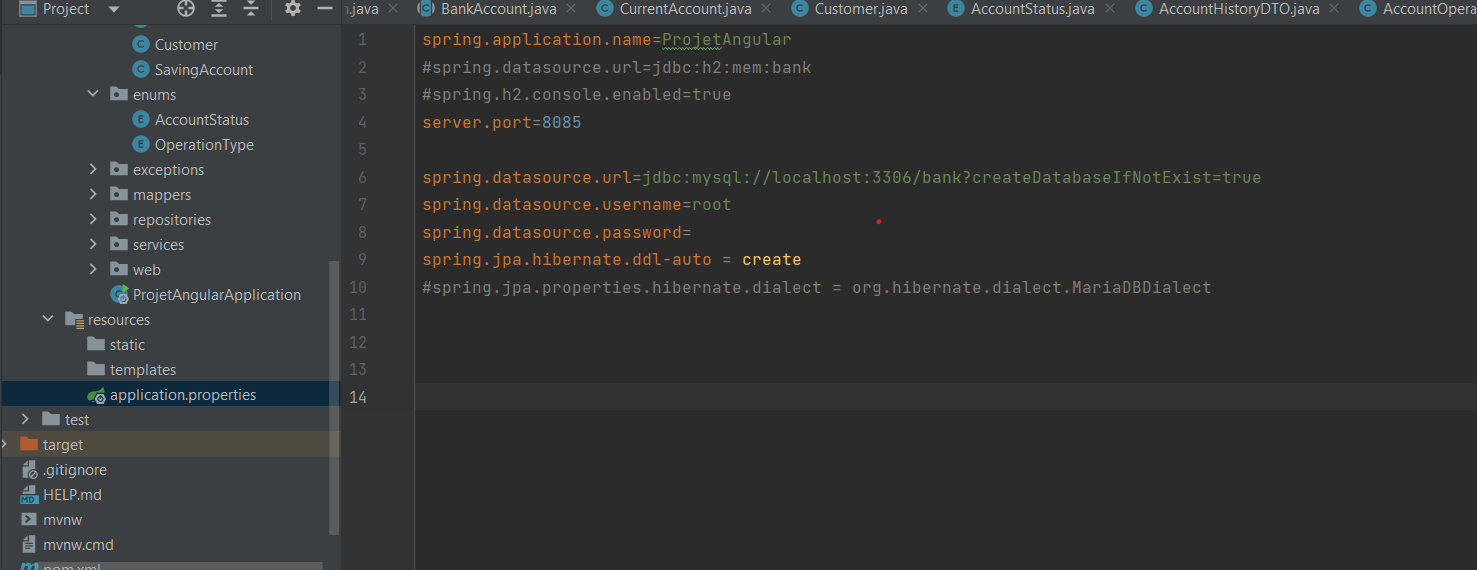 Project
.java
BankAccount.java
CurrentAccount.java
Customer.java
AccountStatus.java
AccountHistoryDTO.java
Customer
SavingAccount
enums
AccountStatus
OperationType
exceptions
mappers
repositories
services
web
ProjetAngularApplication
resources
static
templates
application.properties
test
target
.gitignore
HELP.md
mvnw
mvnw.cmd
pom.xml
1 spring.application.name=ProjetAngular
2 #spring.datasource.url=jdbc:h2:mem:bank
3 #spring.h2.console.enabled=true
4 server.port=8085
5
6 spring.datasource.url=jdbc:mysql://localhost:3306/bank?createDatabaseIfNotExist=true
7 spring.datasource.username=root
8 spring.datasource.password=
9 spring.jpa.hibernate.ddl-auto = create
10 #spring.jpa.properties.hibernate.dialect = org.hibernate.dialect.MariaDBDialect
11
12
13
14